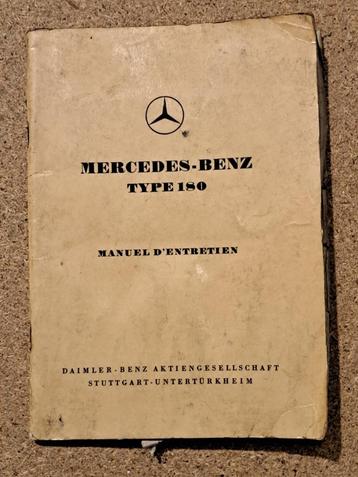 MERCEDES-BENZ
TYPE 180
MANUEL D'ENTRETIEN
DAIMLER-BENZ AKTIENGESELLSCHAFT
STUTTGART-UNTERTÜRKHEIM